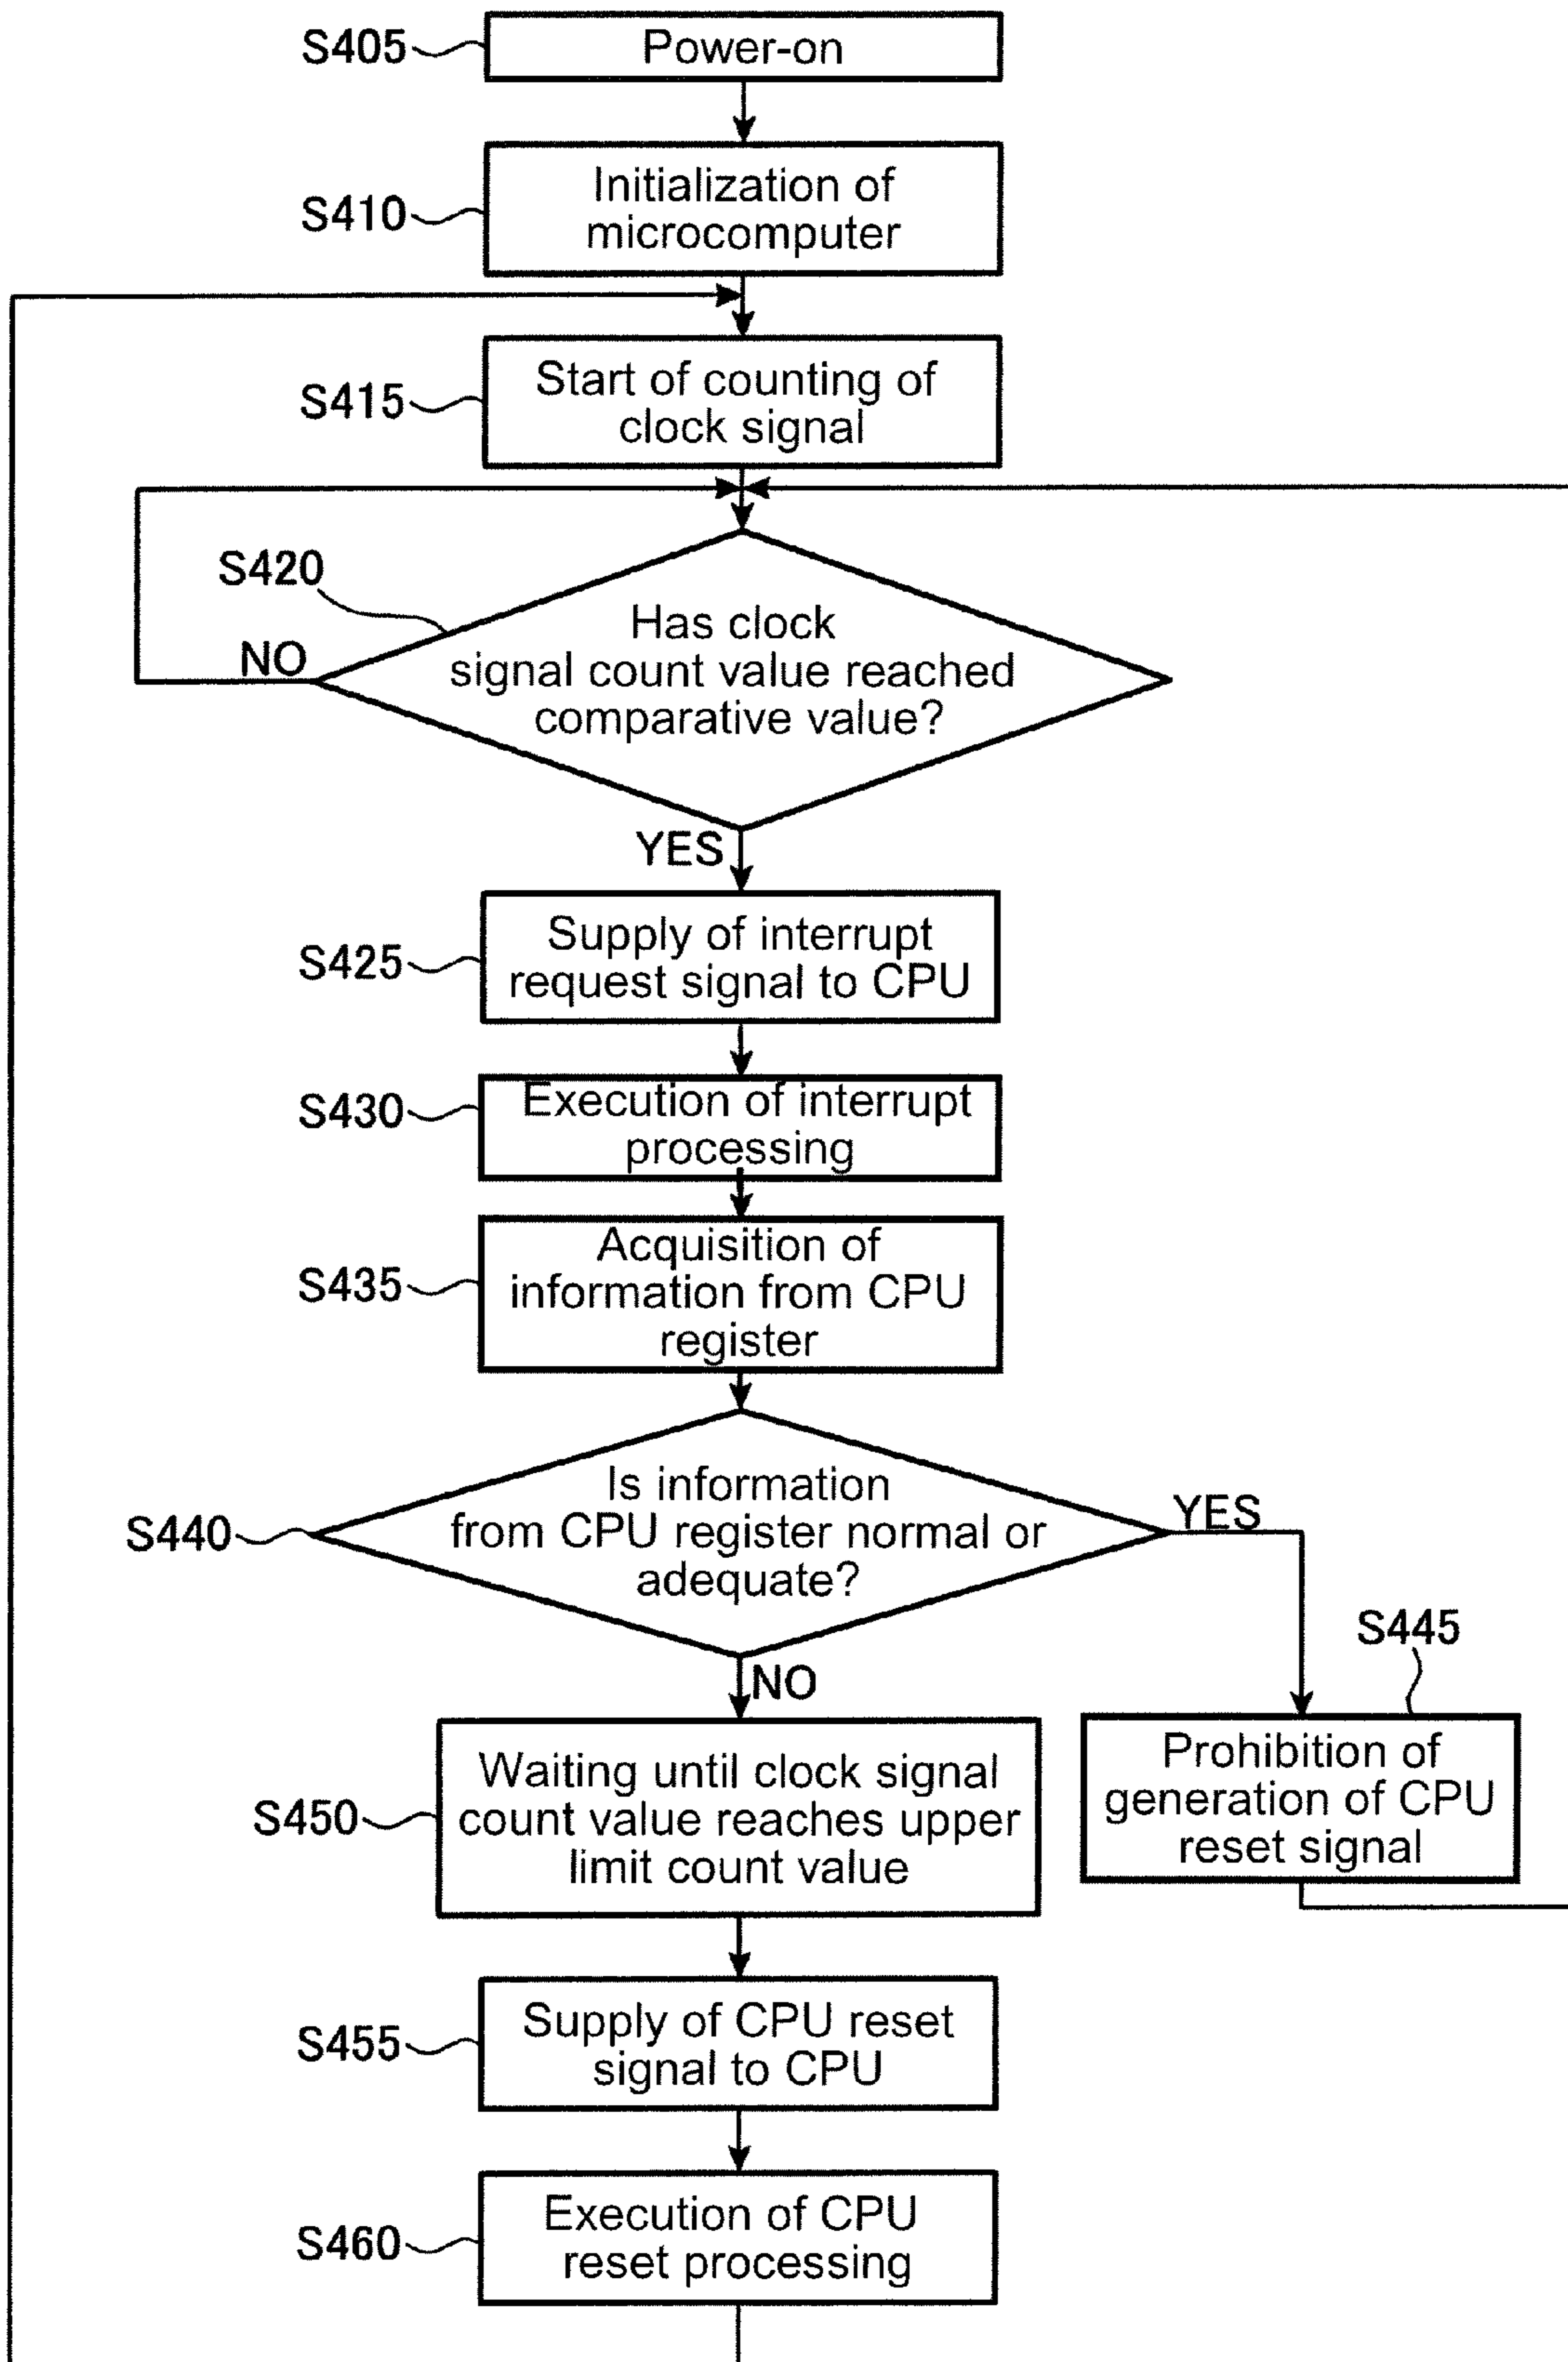 S405
Power-on
S410
Initialization of
microcomputer
S415
Start of counting of
clock signal
S420
Has clock
signal count value reached
comparative value?
NO
YES
S425
Supply of interrupt
request signal to CPU
S430
Execution of interrupt
processing
S435
Acquisition of
information from CPU
register
S440
Is information
from CPU register normal or
adequate?
YES
NO
S445
Prohibition of
generation of CPU
reset signal
S450
Waiting until clock signal
count value reaches upper
limit count value
S455
Supply of CPU reset
signal to CPU
S460
Execution of CPU
reset processing